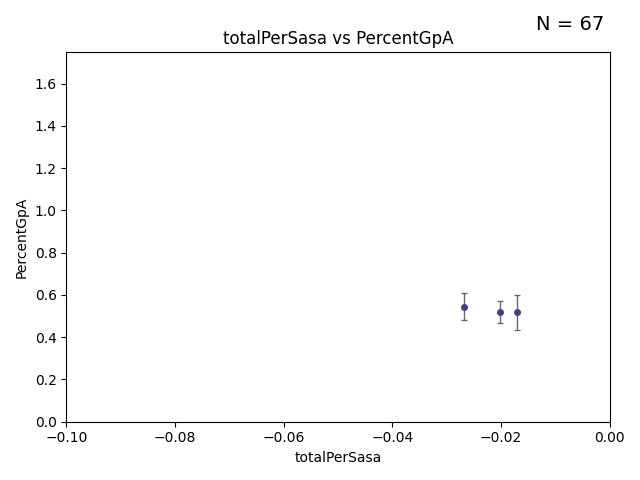 N = 67
totalPerSasa vs PercentGpA
PercentGpA
1.6
1.4
1.2
1.0
0.8
0.6
0.4
0.2
0.0
−0.10 −0.08 −0.06 −0.04 −0.02 0.00
totalPerSasa